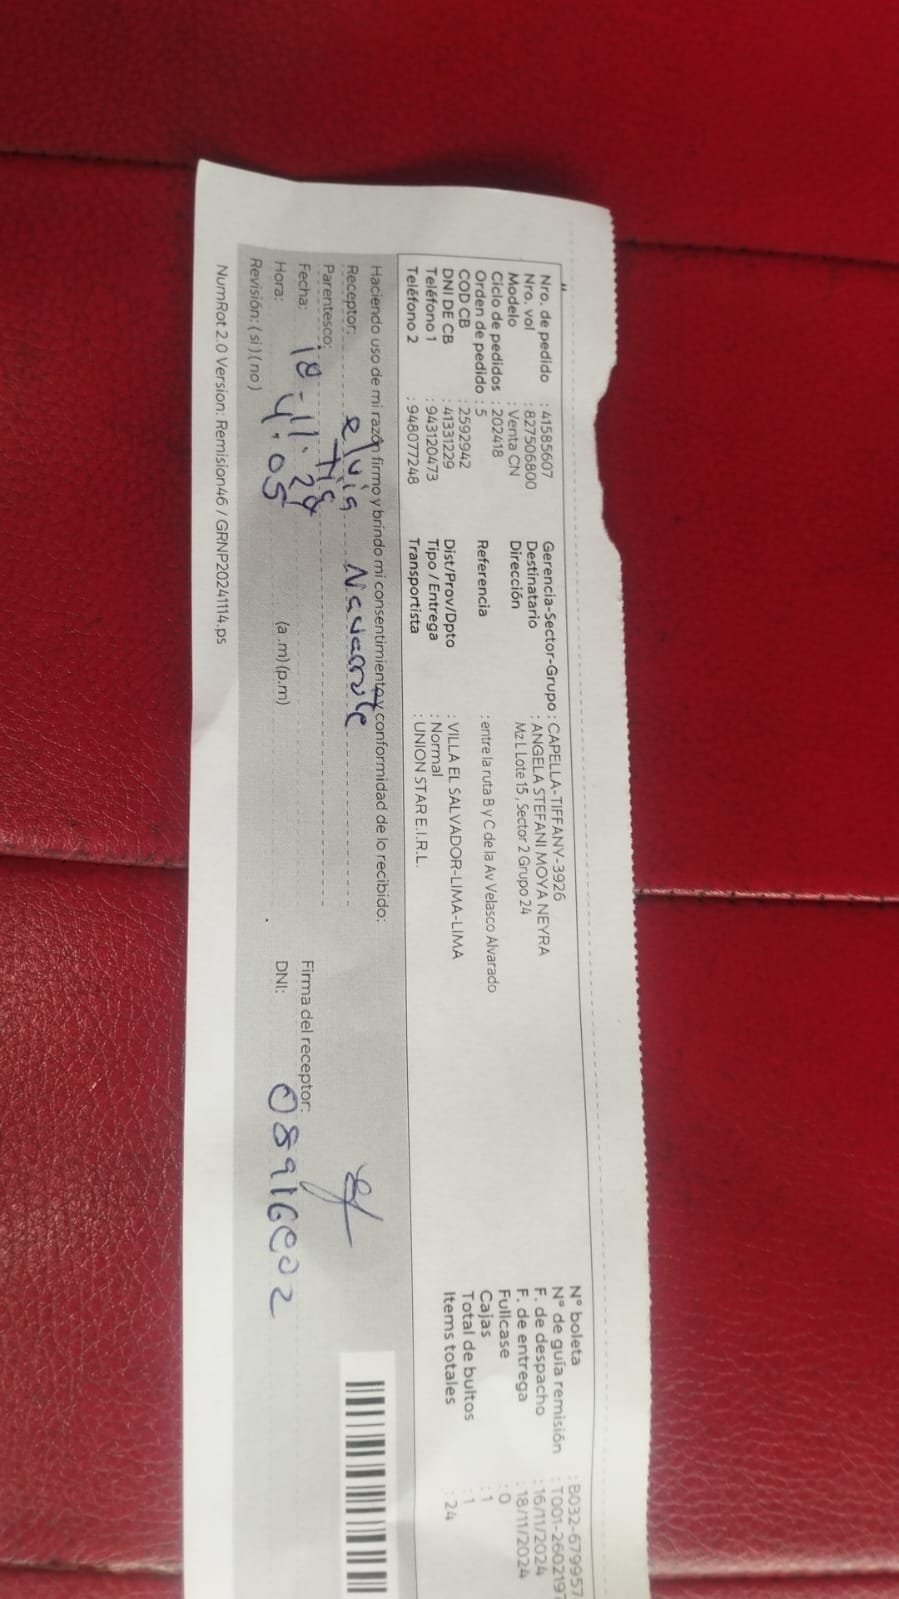 Nro. de pedido : 41585607
Nro. vol : 827506800
Modelo : Venta CN
Ciclo de pedidos : 202418
Orden de pedido : 5
COD CB : 2592942
DNI DE CB : 41331229
Teléfono 1 : 943120473
Teléfono 2 : 948077248
Gerencia-Sector-Grupo : CAPELLA-TIFFANY-3926
Destinatario : ANGELA STEFANI MOYA NEYRA
Dirección Mz L Lote 15 , Sector 2 Grupo 24
Referencia : entre la ruta B y C de la Av Velasco Alvarado
Dist/Prov/Dpto : VILLA EL SALVADOR-LIMA-LIMA
Tipo / Entrega : Normal
Transportista : UNION STAR E.I.R.L.
N° boleta : B032-679957
N° de guía remisión : T001-260219
F. de despacho : 16/11/2024
F. de entrega : 18/11/2024
Fullcase : 0
Cajas : 1
Total de bultos : 1
Items totales : 24
Haciendo uso de mi razón firmo y brindo mi consentimiento y conformidad de lo recibido:
Receptor: elvia Navarrete
Parentesco: Tia
Fecha: 18-11-24
Hora: 4:05 (a.m) (p.m)
Revisión: ( si ) ( no )
Firma del receptor:
DNI: 08916002
NumRot 2.0 Version: Remision46 / GRNP20241114.ps